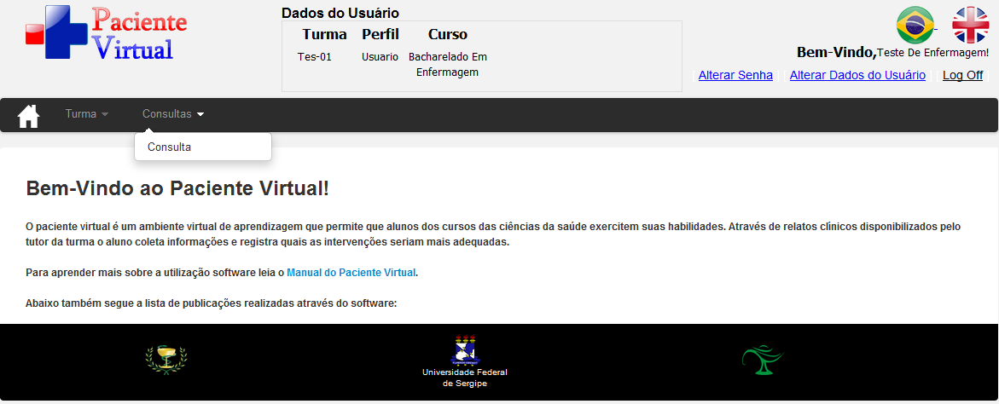 Paciente
Virtual
Dados do Usuário
Turma Perfil Curso
Tes-01 Usuario Bacharelado Em
Enfermagem
Bem-Vindo,Teste De Enfermagem!
[ Alterar Senha ] [ Alterar Dados do Usuário ] [ Log Off ]
Turma Consultas
Consulta
Bem-Vindo ao Paciente Virtual!
O paciente virtual é um ambiente virtual de aprendizagem que permite que alunos dos cursos das ciências da saúde exercitem suas habilidades. Através de relatos clínicos disponibilizados pelo
tutor da turma o aluno coleta informações e registra quais as intervenções seriam mais adequadas.
Para aprender mais sobre a utilização software leia o Manual do Paciente Virtual.
Abaixo também segue a lista de publicações realizadas através do software:
Universidade Federal
de Sergipe